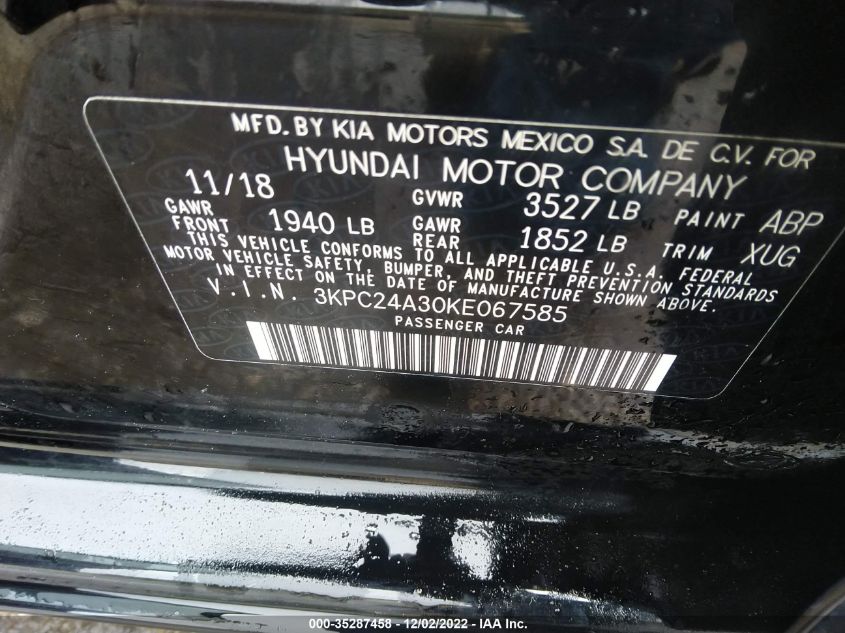 MFD. BY KIA MOTORS MEXICO S.A. DE C.V. FOR
HYUNDAI MOTOR COMPANY
11/18 GVWR 3527 LB PAINT ABP
GAWR FRONT 1940 LB GAWR REAR 1852 LB TRIM XUG
THIS VEHICLE CONFORMS TO ALL APPLICABLE U.S.A. FEDERAL
MOTOR VEHICLE SAFETY, BUMPER, AND THEFT PREVENTION STANDARDS
IN EFFECT ON THE DATE OF MANUFACTURE SHOWN ABOVE.
V.I.N. 3KPC24A30KE067585
PASSENGER CAR
000-35287458 - 12/02/2022 - IAA Inc.